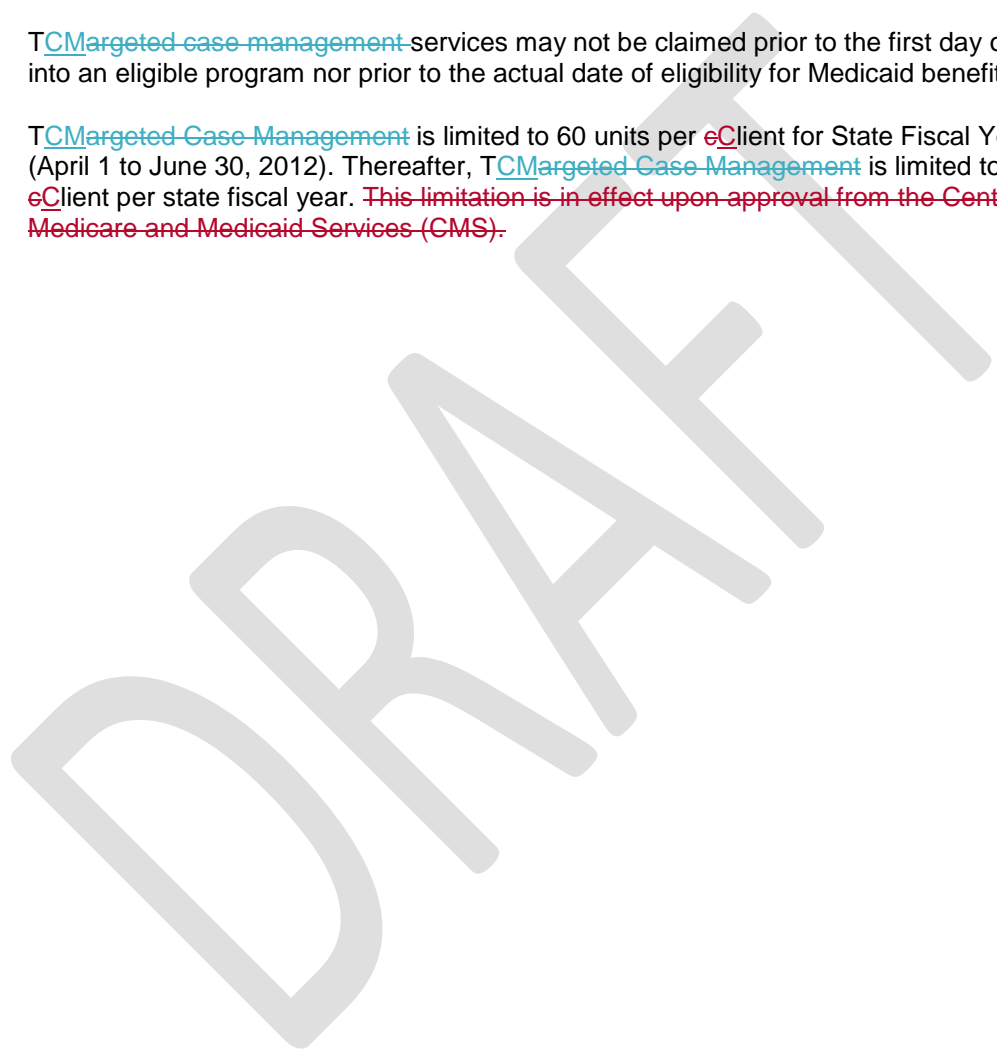 TCMargeted case management services may not be claimed prior to the first day
into an eligible program nor prior to the actual date of eligibility for Medicaid
TCMargeted Case Management is limited to 60 units per cClient for State Fiscal
(April 1 to June 30, 2012). Thereafter, TCMargeted Case Management is limited to
cClient per state fiscal year. This limitation is in effect upon approval from the
Medicare and Medicaid Services (CMS).
DRAFT